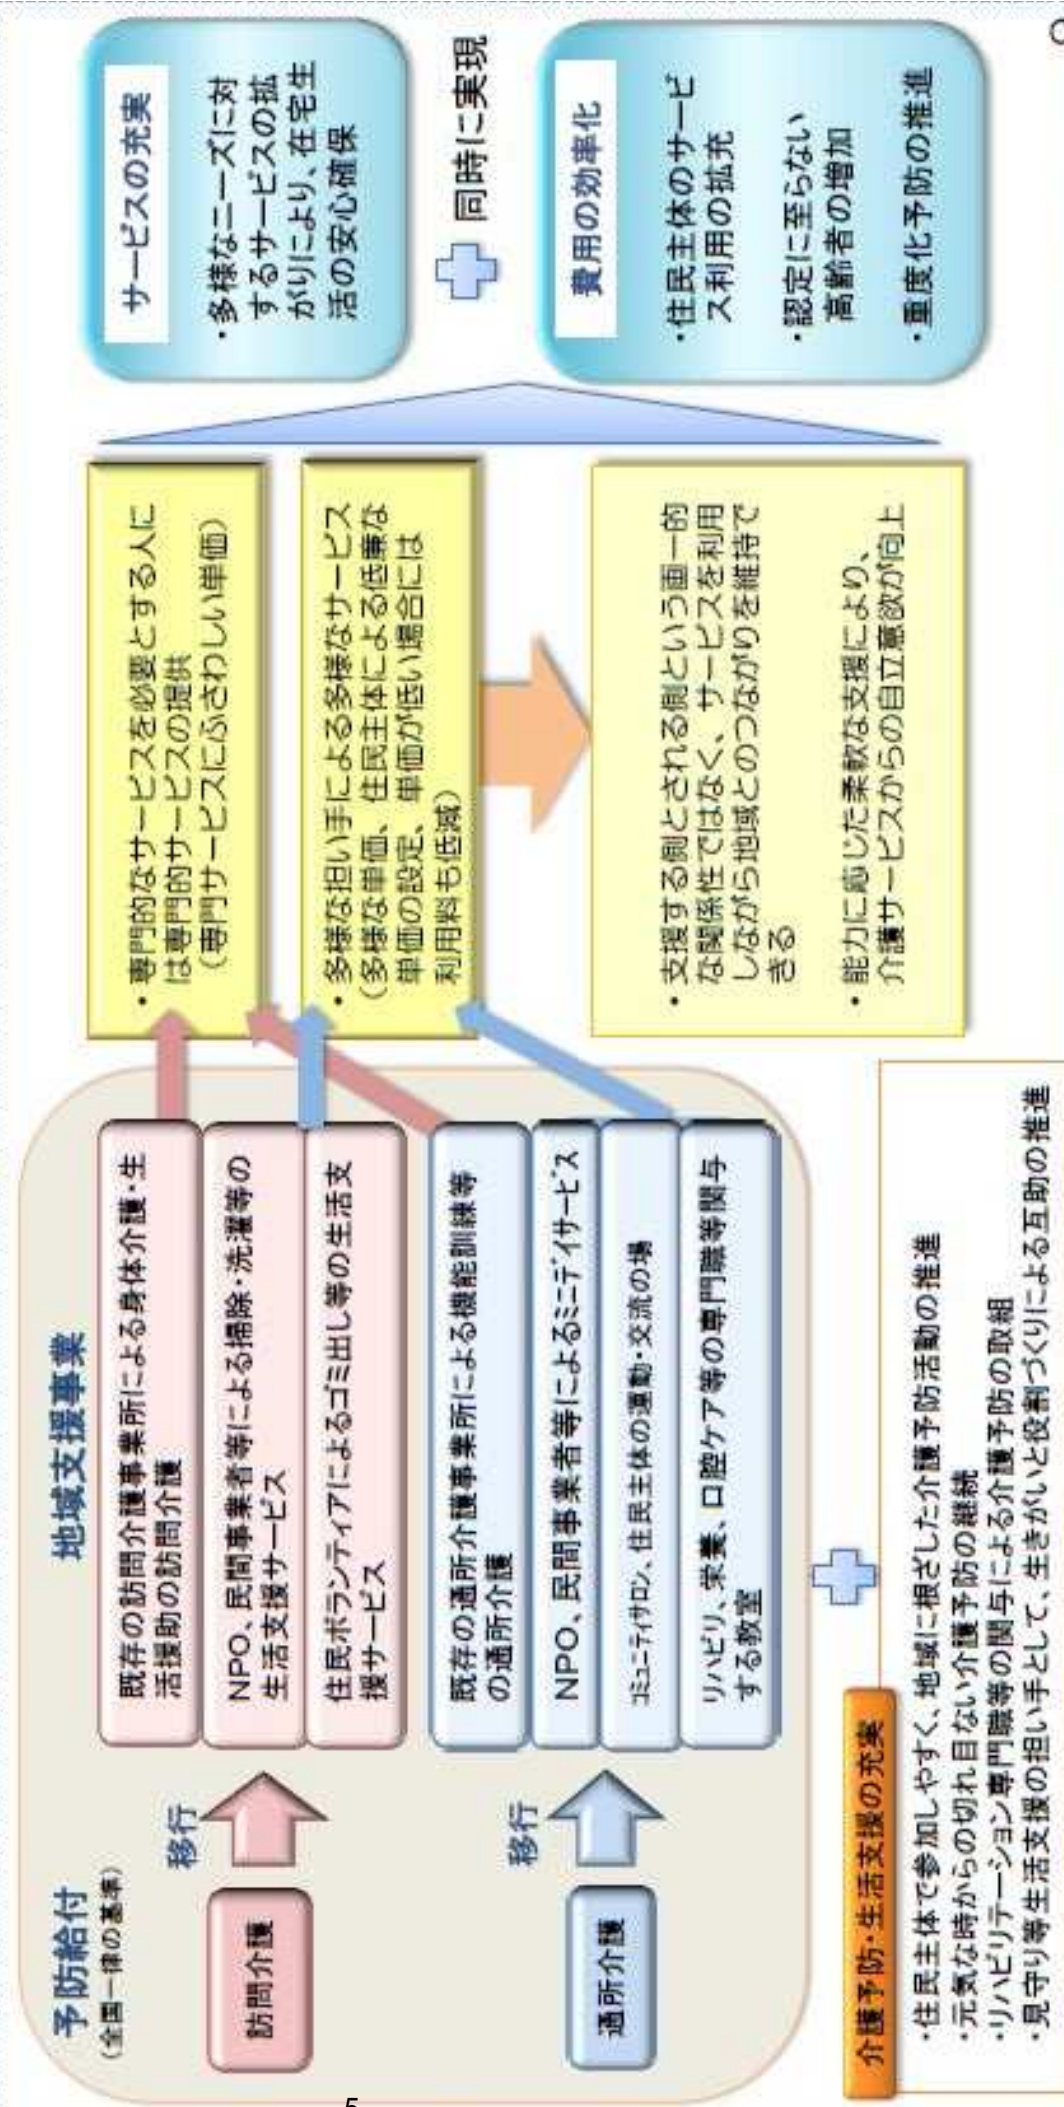 予防給付
(全国一律の基準)
地域支援事業
訪問介護
移行
既存の訪問介護事業所による身体介護・生
活援助の訪問介護
NPO、民間事業者等による掃除・洗濯等の
生活支援サービス
住民ボランティアによるゴミ出し等の生活支
援サービス
通所介護
移行
既存の通所介護事業所による機能訓練等
の通所介護
NPO、民間事業者等によるミニデイサービス
コミュニティサロン、住民主体の運動・交流の場
リハビリ、栄養、口腔ケア等の専門職等関与
する教室
・専門的なサービスを必要とする人に
は専門的サービスの提供
(専門サービスにふさわしい単価)
・多様な担い手による多様なサービス
(多様な単価、住民主体による低廉な
単価の設定、単価が低い場合には
利用料も低減)
・支援する側とされる側という画一的
な関係性ではなく、サービスを利用
しながら地域とのつながりを維持で
きる
・能力に応じた柔軟な支援により、
介護サービスからの自立意欲が向上
サービスの充実
・多様なニーズに対
するサービスの拡
がりにより、在宅生
活の安心確保
同時に実現
費用の効率化
・住民主体のサービ
ス利用の拡充
・認定に至らない
高齢者の増加
・重度化予防の推進
介護予防・生活支援の充実
・住民主体で参加しやすく、地域に根ざした介護予防活動の推進
・元気な時からの切れ目ない介護予防の継続
・リハビリテーション専門職等の関与による介護予防の取組
・見守り等生活支援の担い手として、生きがいと役割づくりによる互助の推進
5